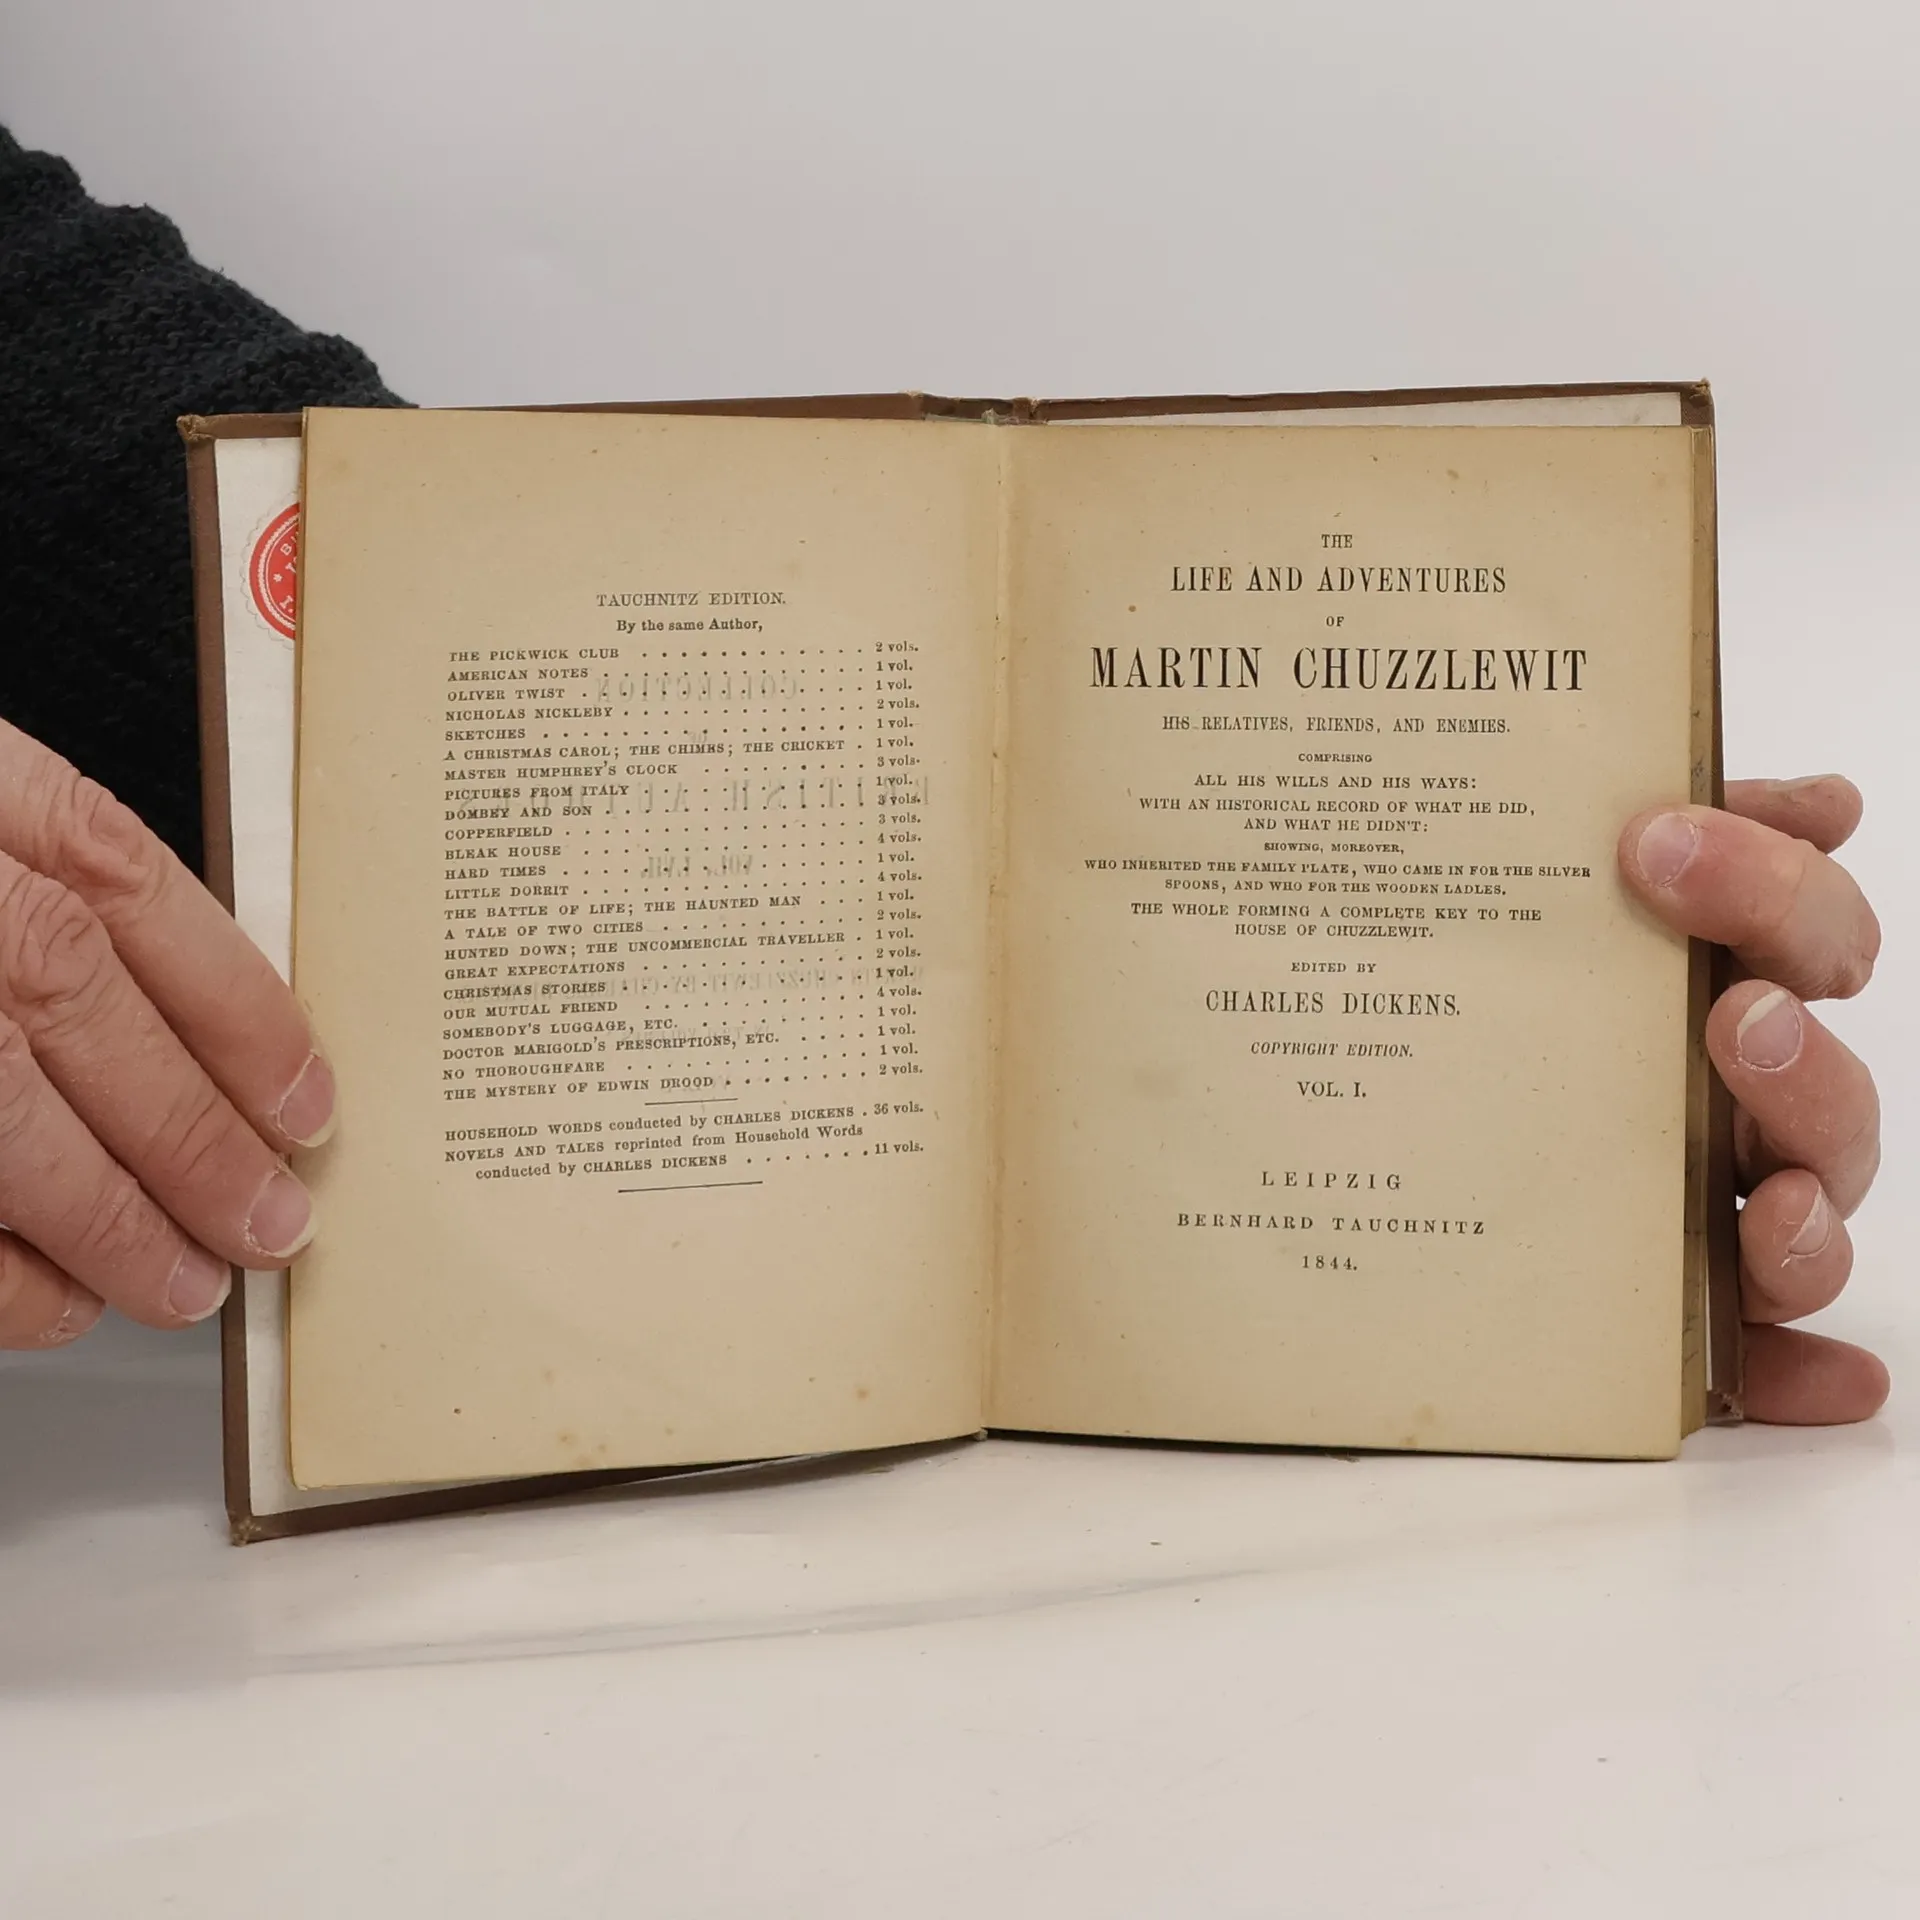 TAUCHNITZ EDITION.
By the same Author,
THE PICKWICK CLUB . . . . . . . . . . . . 2 vols.
AMERICAN NOTES . . . . . . . . . . . . . . 1 vol.
OLIVER TWIST . . . . . . . . . . . . . . . 1 vol.
NICHOLAS NICKLEBY . . . . . . . . . . . . . 2 vols.
SKETCHES . . . . . . . . . . . . . . . . . 1 vol.
A CHRISTMAS CAROL; THE CHIMES; THE CRICKET . 1 vol.
MASTER HUMPHREY'S CLOCK . . . . . . . . . 3 vols.
PICTURES FROM ITALY . . . . . . . . . . . . 1 vol.
DOMBEY AND SON . . . . . . . . . . . . . . 3 vols.
COPPERFIELD . . . . . . . . . . . . . . . . 3 vols.
BLEAK HOUSE . . . . . . . . . . . . . . . 4 vols.
HARD TIMES . . . . . . . . . . . . . . . . 1 vol.
LITTLE DORRIT . . . . . . . . . . . . . . . 4 vols.
THE BATTLE OF LIFE; THE HAUNTED MAN . . . 1 vol.
A TALE OF TWO CITIES . . . . . . . . . . . 2 vols.
HUNTED DOWN; THE UNCOMMERCIAL TRAVELLER . 1 vol.
GREAT EXPECTATIONS . . . . . . . . . . . . 2 vols.
CHRISTMAS STORIES . . . . . . . . . . . . . 1 vol.
OUR MUTUAL FRIEND . . . . . . . . . . . . 4 vols.
SOMEBODY'S LUGGAGE, ETC. . . . . . . . . . 1 vol.
DOCTOR MARIGOLD'S PRESCRIPTIONS, ETC. . . . . 1 vol.
NO THOROUGHFARE . . . . . . . . . . . . . 1 vol.
THE MYSTERY OF EDWIN DROOD . . . . . . . . 2 vols.
HOUSEHOLD WORDS conducted by CHARLES DICKENS . 36 vols.
NOVELS AND TALES reprinted from Household Words
conducted by CHARLES DICKENS . . . . . . . 11 vols.
THE
LIFE AND ADVENTURES
OF
MARTIN CHUZZLEWIT
HIS RELATIVES, FRIENDS, AND ENEMIES.
COMPRISING
ALL HIS WILLS AND HIS WAYS:
WITH AN HISTORICAL RECORD OF WHAT HE DID,
AND WHAT HE DIDN'T:
SHOWING, MOREOVER,
WHO INHERITED THE FAMILY PLATE, WHO CAME IN FOR THE SILVER
SPOONS, AND WHO FOR THE WOODEN LADLES.
THE WHOLE FORMING A COMPLETE KEY TO THE
HOUSE OF CHUZZLEWIT.
EDITED BY
CHARLES DICKENS.
COPYRIGHT EDITION.
VOL. I.
LEIPZIG
BERNHARD TAUCHNITZ
1844.